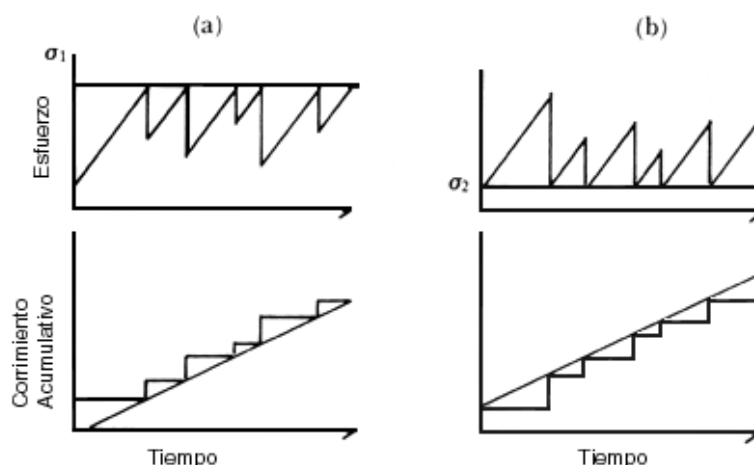 (a)
(b)
σ1
Esfuerzo
σ2
Corrimiento
Acumulativo
Tiempo
Tiempo